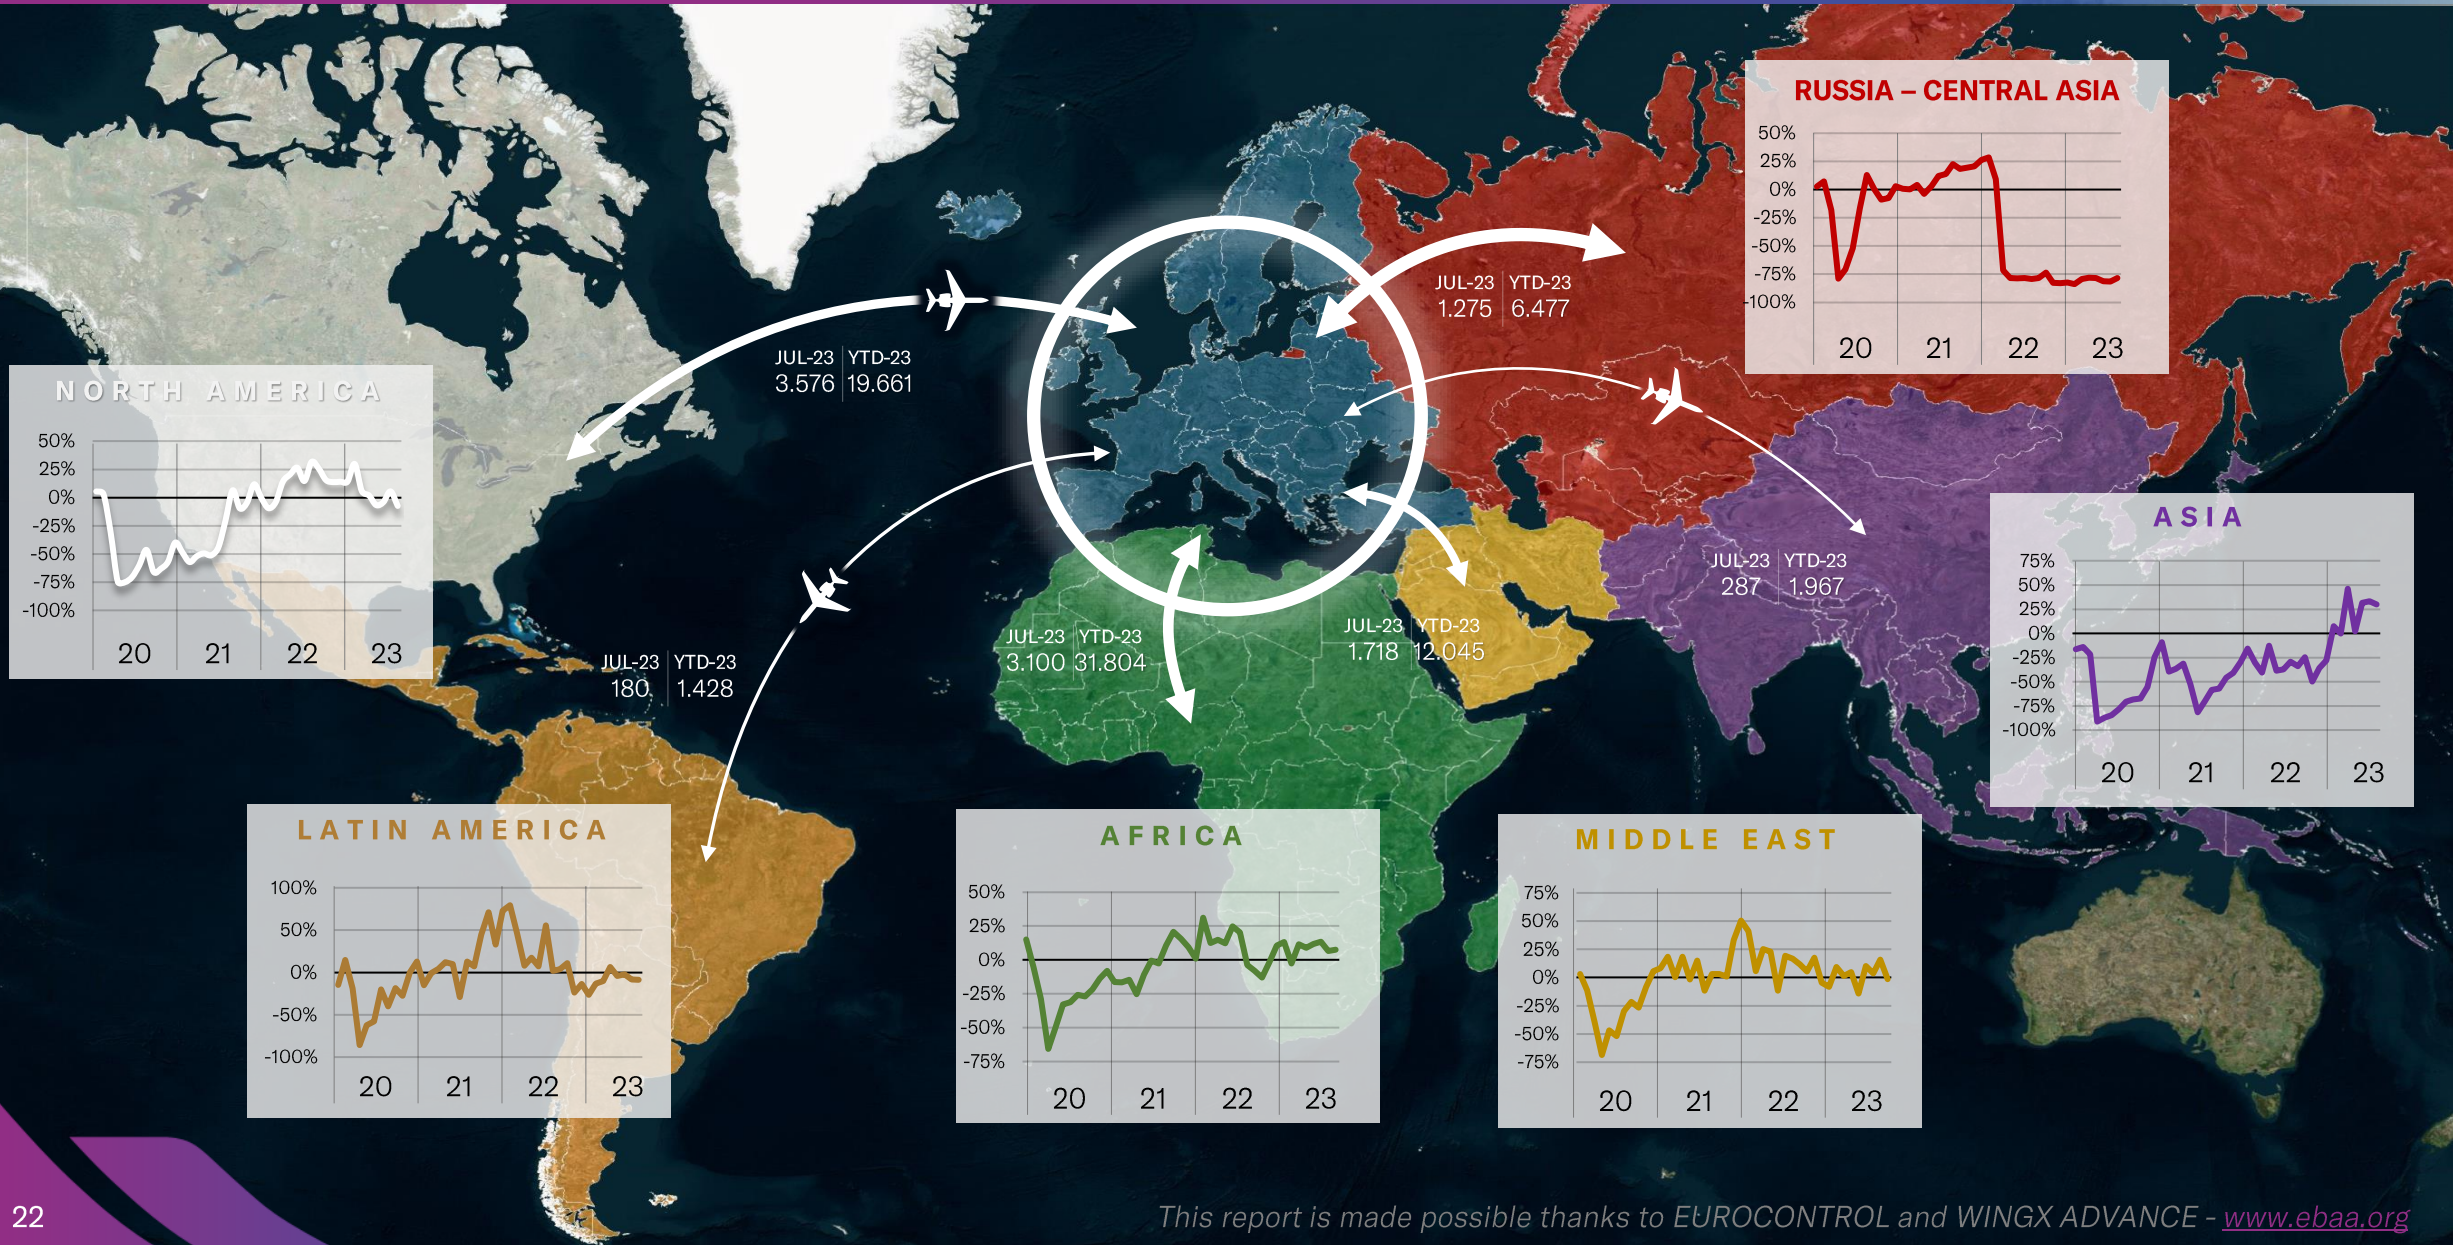 RUSSIA – CENTRAL ASIA
50%
25%
0%
-25%
-50%
-75%
-100%
20 21 22 23
JUL-23 YTD-23
1.275 6.477
JUL-23 YTD-23
3.576 19.661
NORTH AMERICA
50%
25%
0%
-25%
-50%
-75%
-100%
20 21 22 23
ASIA
75%
50%
25%
0%
-25%
-50%
-75%
-100%
20 21 22 23
JUL-23 YTD-23
287 1.967
JUL-23 YTD-23
3.100 31.804
JUL-23 YTD-23
1.718 12.045
JUL-23 YTD-23
180 1.428
LATIN AMERICA
100%
50%
0%
-50%
-100%
20 21 22 23
AFRICA
50%
25%
0%
-25%
-50%
-75%
20 21 22 23
MIDDLE EAST
75%
50%
25%
0%
-25%
-50%
-75%
20 21 22 23
22
This report is made possible thanks to EUROCONTROL and WINGX ADVANCE - www.ebaa.org